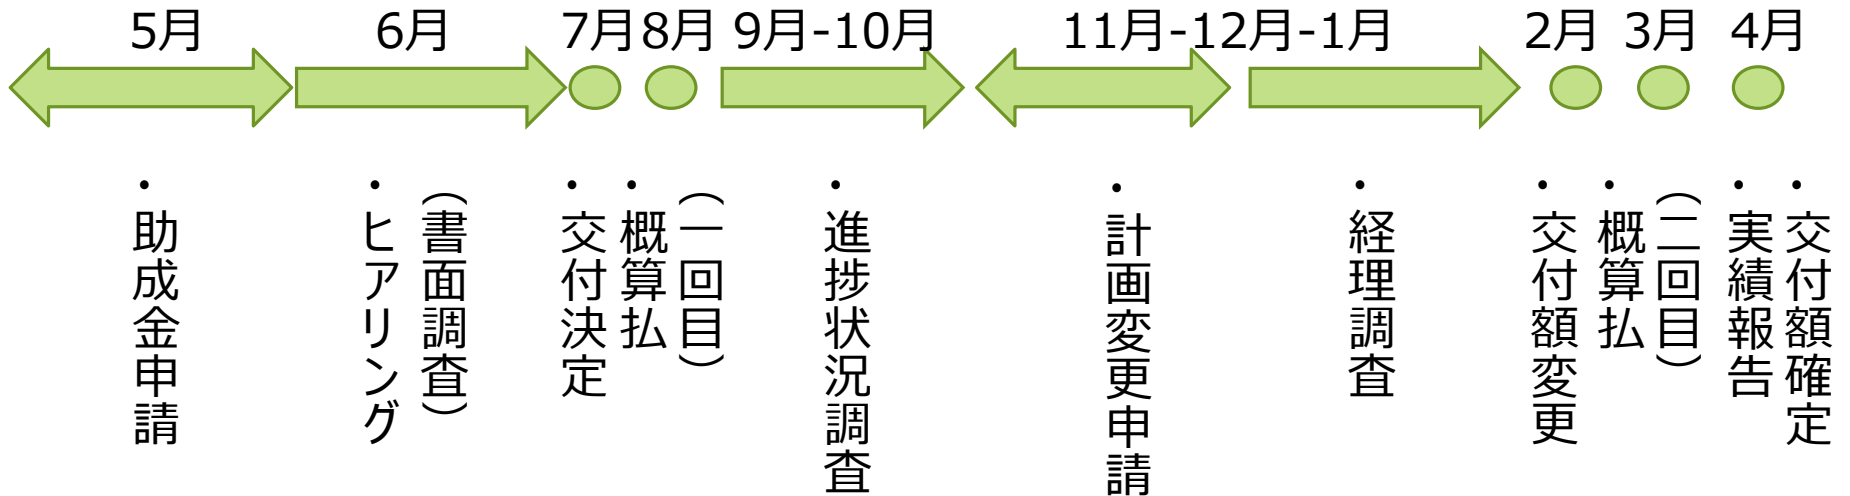 5月
6月
7月
8月
9月-10月
11月-12月-1月
2月
3月
4月
・助成金申請
・ヒアリング
（書面調査）
・交付決定
・概算払
（一回目）
・進捗状況調査
・計画変更申請
・経理調査
・交付額変更
・概算払
（二回目）
・実績報告
・交付額確定